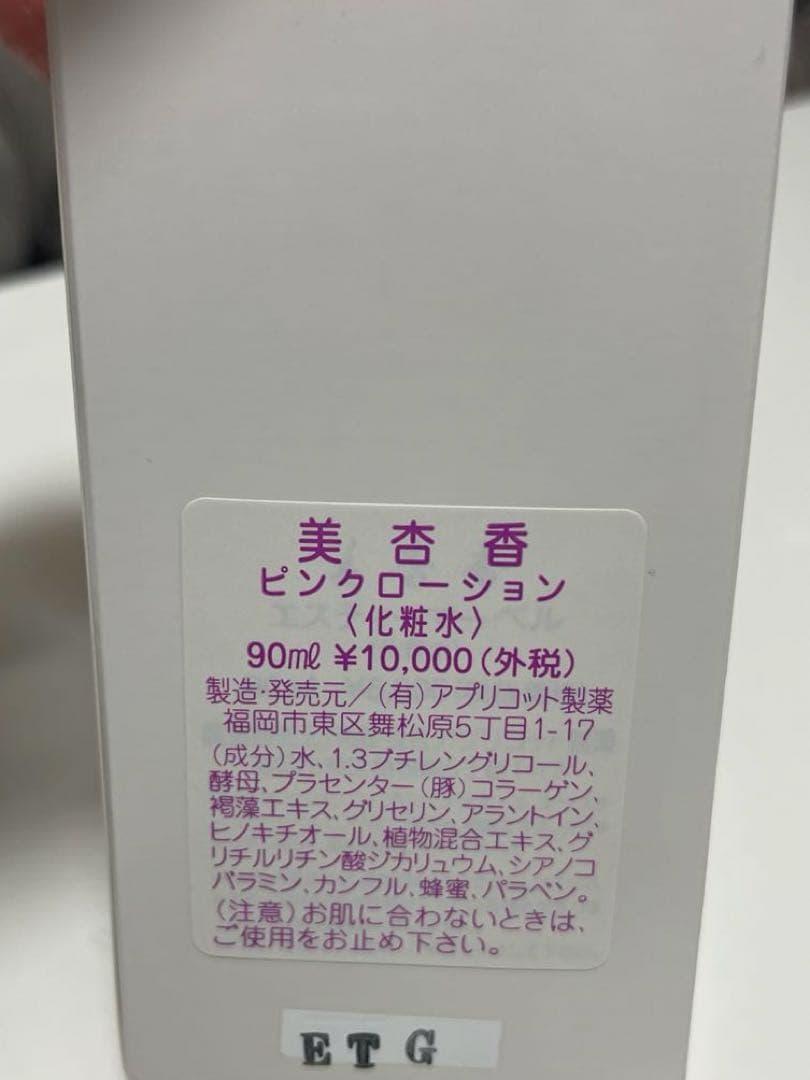 美杏香
ピンクローション
〈化粧水〉
90ml ¥10,000(外税)
製造・発売元/(有)アプリコット製薬
福岡市東区舞松原5丁目1-17
(成分)水、1.3ブチレングリコール、
酵母、プラセンター(豚)コラーゲン、
褐藻エキス、グリセリン、アラントイン、
ヒノキチオール、植物混合エキス、グ
リチルリチン酸ジカリュウム、シアノコ
バラミン、カンフル、蜂蜜、パラベン。
(注意)お肌に合わないときは、
ご使用をお止め下さい。
ETG